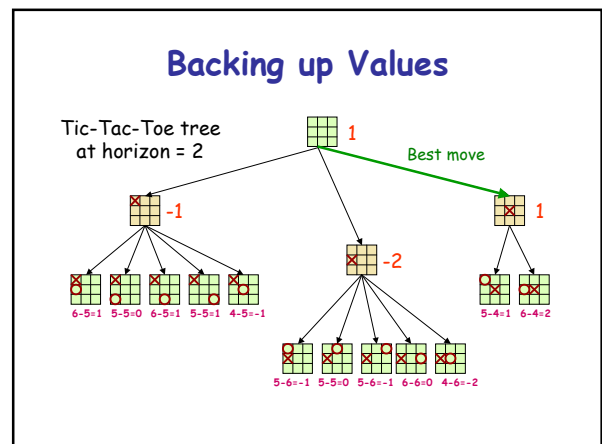 Backing up Values
Tic-Tac-Toe tree
at horizon = 2
1
Best move
-1
1
-2
6-5=1 5-5=0 6-5=1 5-5=1 4-5=-1
5-4=1 6-4=2
5-6=-1 5-5=0 5-6=-1 6-6=0 4-6=-2